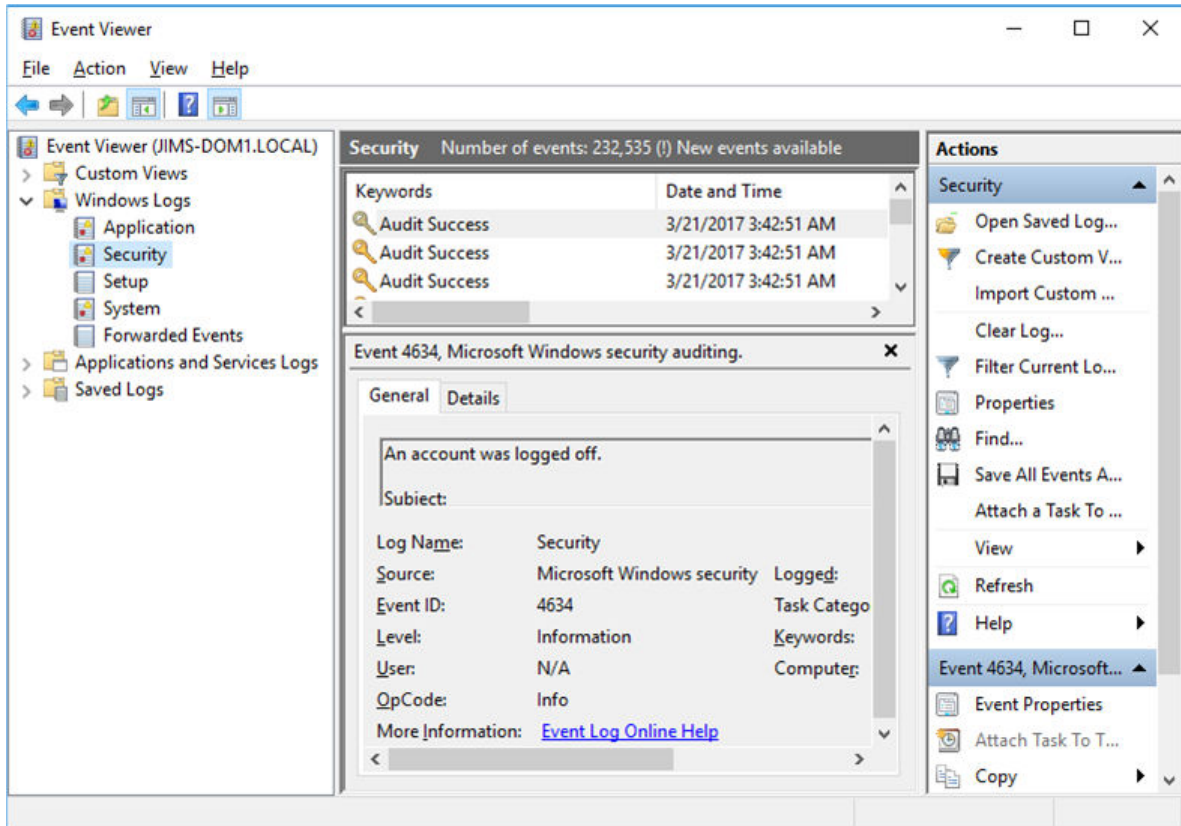 Event Viewer
File Action View Help
Event Viewer (JIMS-DOM1.LOCAL)
Custom Views
Windows Logs
Application
Security
Setup
System
Forwarded Events
Applications and Services Logs
Saved Logs
Security Number of events: 232,535 (!) New events available
Keywords Date and Time
Audit Success 3/21/2017 3:42:51 AM
Audit Success 3/21/2017 3:42:51 AM
Audit Success 3/21/2017 3:42:51 AM
Event 4634, Microsoft Windows security auditing.
General Details
An account was logged off.
Subject:
Log Name: Security
Source: Microsoft Windows security Logged:
Event ID: 4634 Task Catego
Level: Information Keywords:
User: N/A Computer:
OpCode: Info
More Information: Event Log Online Help
Actions
Security
Open Saved Log...
Create Custom V...
Import Custom ...
Clear Log...
Filter Current Lo...
Properties
Find...
Save All Events A...
Attach a Task To ...
View
Refresh
Help
Event 4634, Microsoft...
Event Properties
Attach Task To T...
Copy